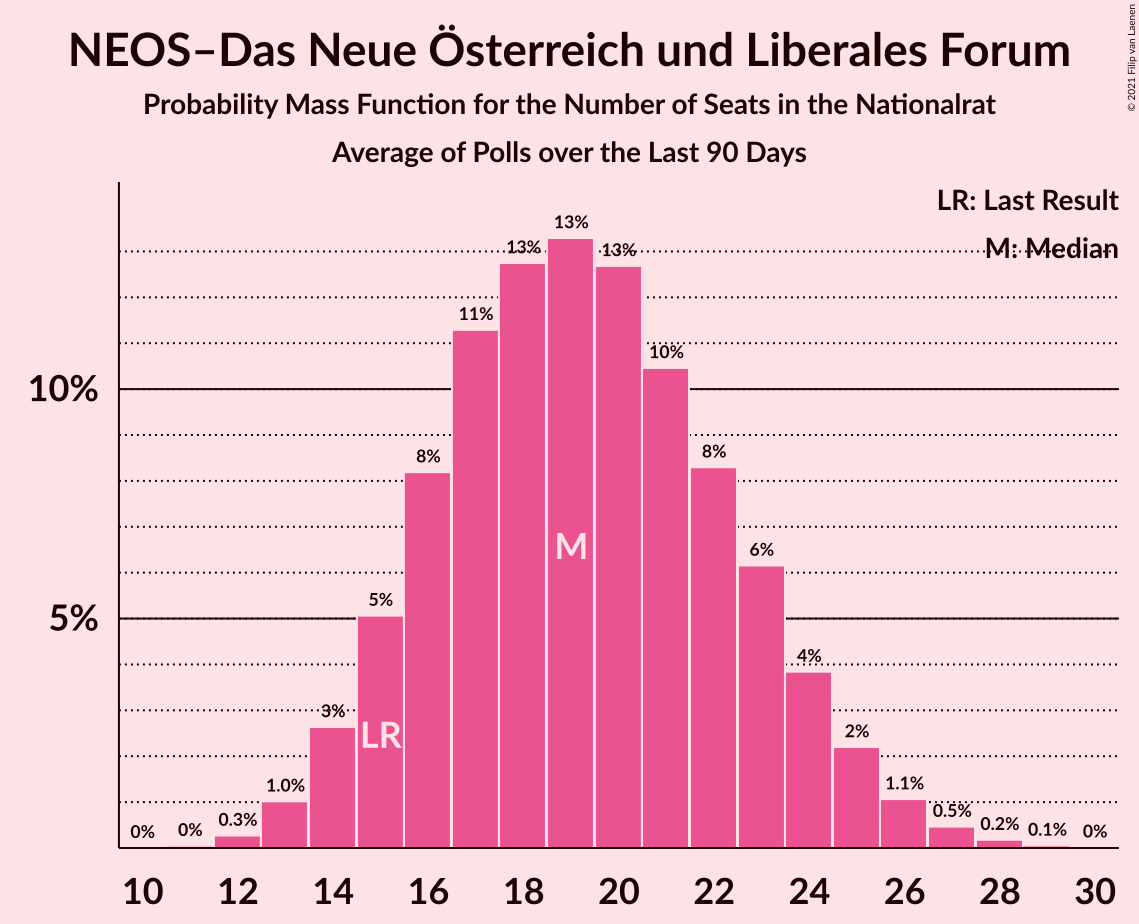 NEOS–Das Neue Österreich und Liberales Forum
Probability Mass Function for the Number of Seats in the Nationalrat
Average of Polls over the Last 90 Days
© 2021 Filip van Laenen
LR: Last Result
M: Median
10%
5%
0%
0%
0.3%
1.0%
3%
5%
8%
11%
13%
13%
13%
10%
8%
6%
4%
2%
1.1%
0.5%
0.2%
0.1%
0%
LR
M
10 12 14 16 18 20 22 24 26 28 30